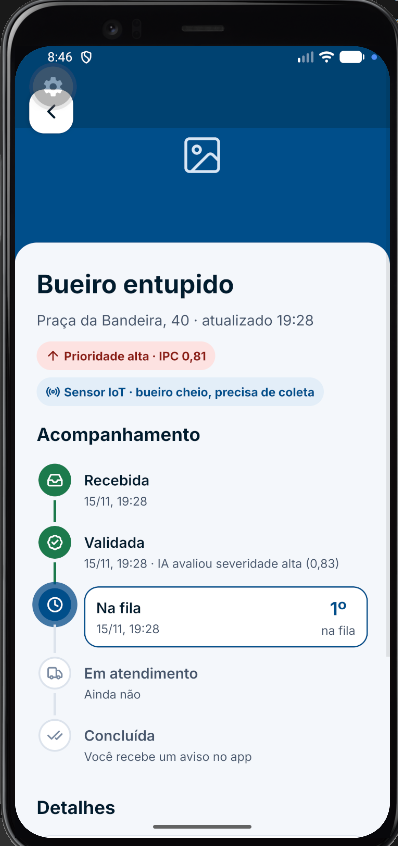 8:46
Bueiro entupido
Praça da Bandeira, 40 · atualizado 19:28
Prioridade alta · IPC 0,81
Sensor IoT · bueiro cheio, precisa de coleta
Acompanhamento
Recebida
15/11, 19:28
Validada
15/11, 19:28 · IA avaliou severidade alta (0,83)
Na fila
1º
15/11, 19:28
na fila
Em atendimento
Ainda não
Concluída
Você recebe um aviso no app
Detalhes